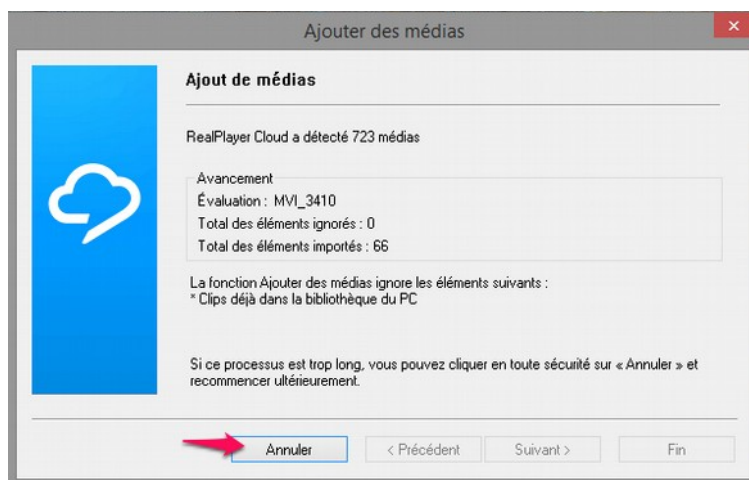 Ajouter des médias
Ajout de médias
RealPlayer Cloud a détecté 723 médias
Avancement
Évaluation : MVI_3410
Total des éléments ignorés : 0
Total des éléments importés : 66
La fonction Ajouter des médias ignore les éléments suivants :
* Clips déjà dans la bibliothèque du PC
Si ce processus est trop long, vous pouvez cliquer en toute sécurité sur « Annuler » et
recommencer ultérieurement.
Annuler
< Précédent
Suivant >
Fin